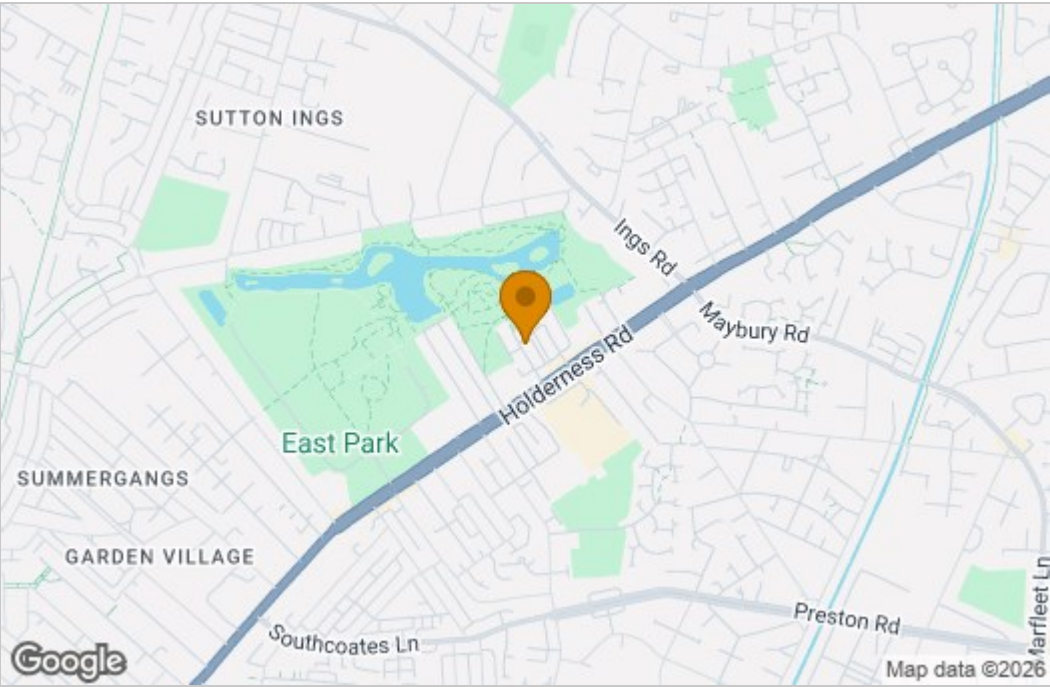 SUTTON INGS
Ings Rd
Maybury Rd
Holderness Rd
East Park
SUMMERGANGS
GARDEN VILLAGE
Marfleet Ln
Preston Rd
Southcoates Ln
Google
Map data ©2026